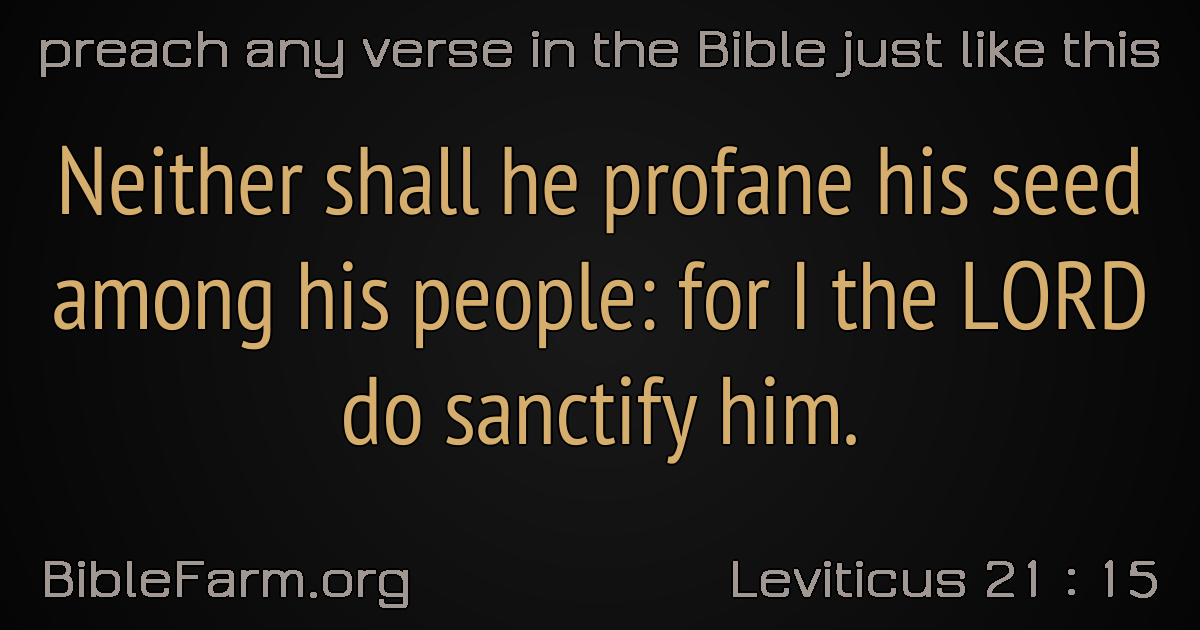 preach any verse in the Bible just like this
Neither shall he profane his seed
among his people: for I the LORD
do sanctify him.
BibleFarm.org
Leviticus 21 : 15